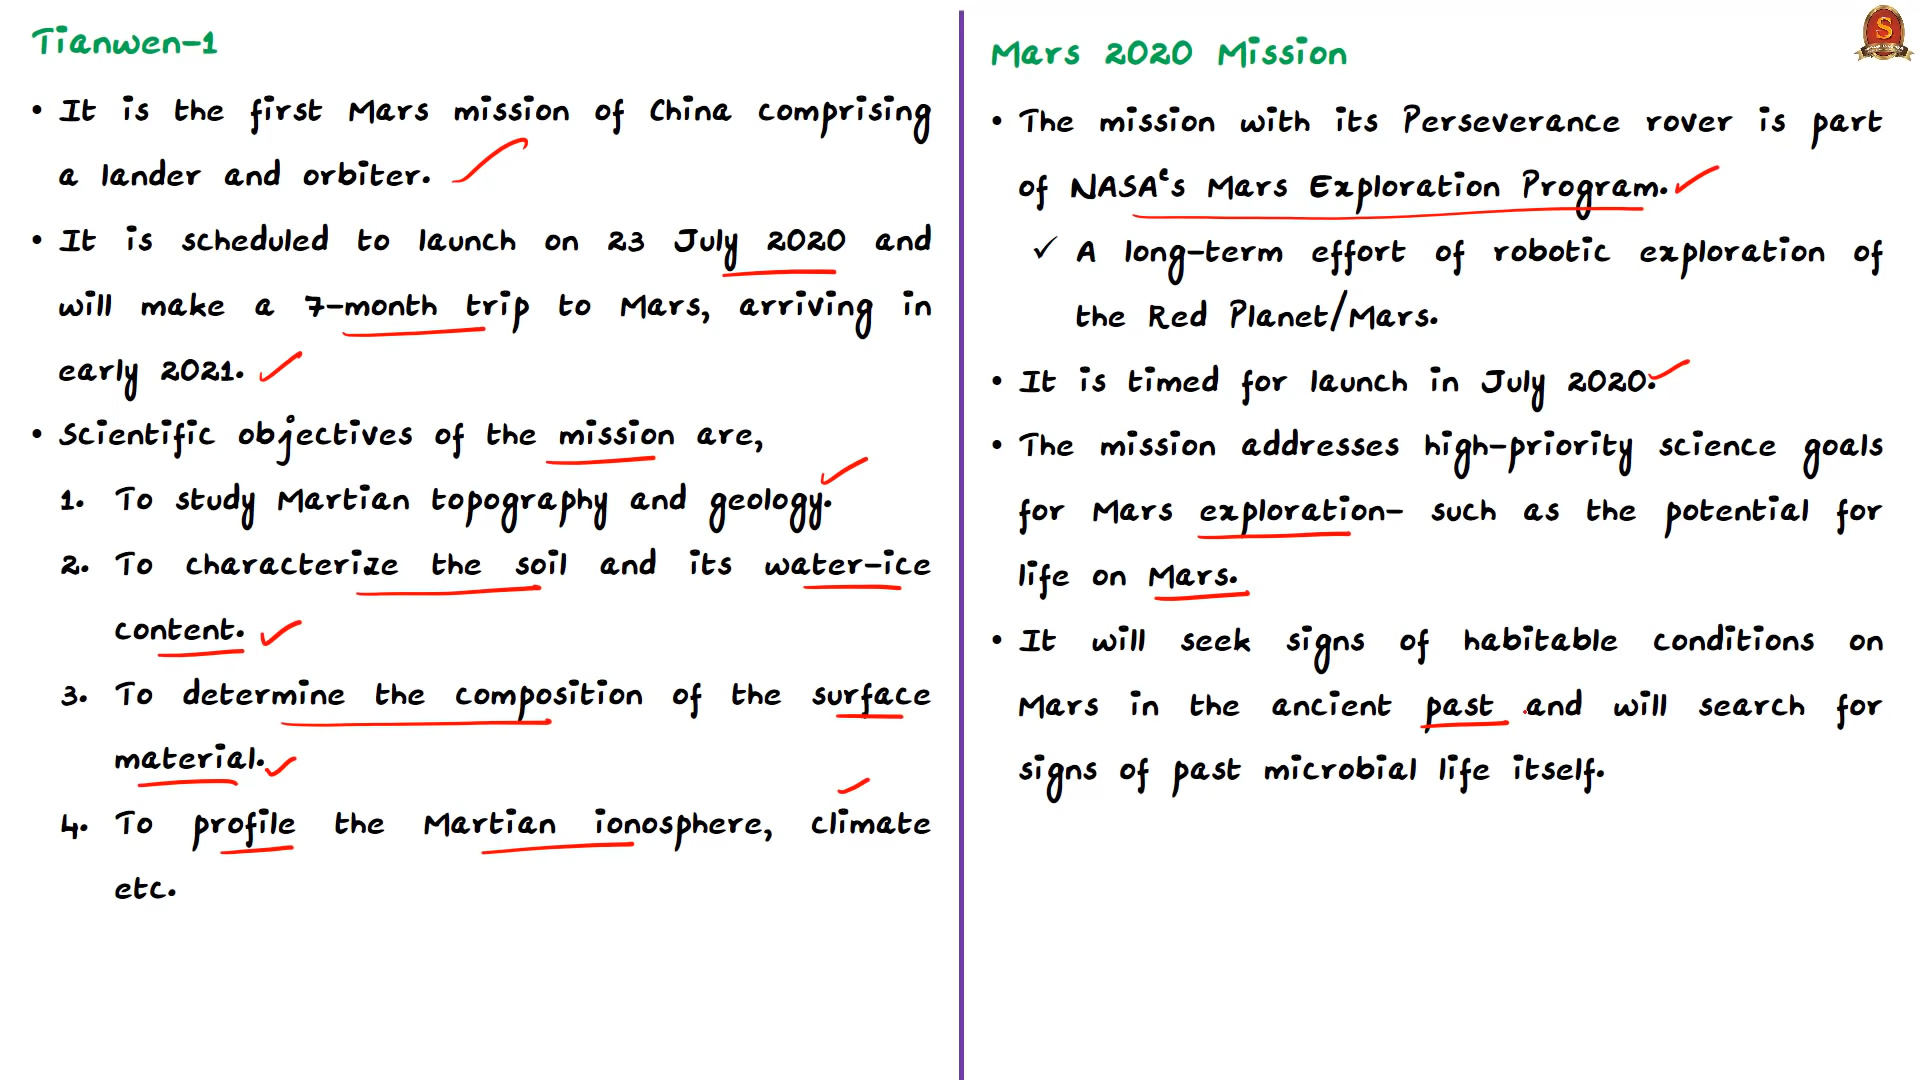 Tianwen-1
• It is the first Mars mission of China comprising
a lander and orbiter.
• It is scheduled to launch on 23 July 2020 and
will make a 7-month trip to Mars, arriving in
early 2021.
• Scientific objectives of the mission are,
1. To study Martian topography and geology.
2. To characterize the soil and its water-ice
content.
3. To determine the composition of the surface
material.
4. To profile the Martian ionosphere, climate
etc.
Mars 2020 Mission
• The mission with its Perseverance rover is part
of NASA‘s Mars Exploration Program.
✓ A long-term effort of robotic exploration of
the Red Planet/Mars.
• It is timed for launch in July 2020.
• The mission addresses high-priority science goals
for Mars exploration- such as the potential for
life on Mars.
• It will seek signs of habitable conditions on
Mars in the ancient past and will search for
signs of past microbial life itself.
S